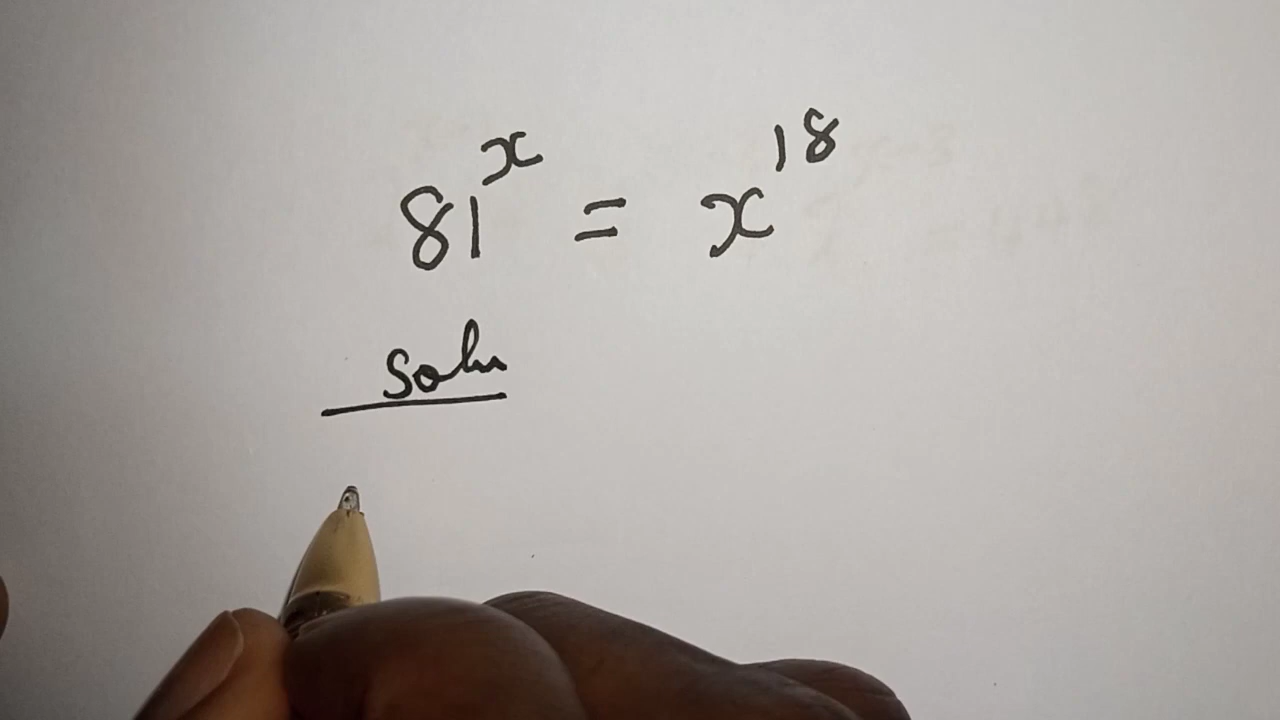 81^x = x^18
Soln